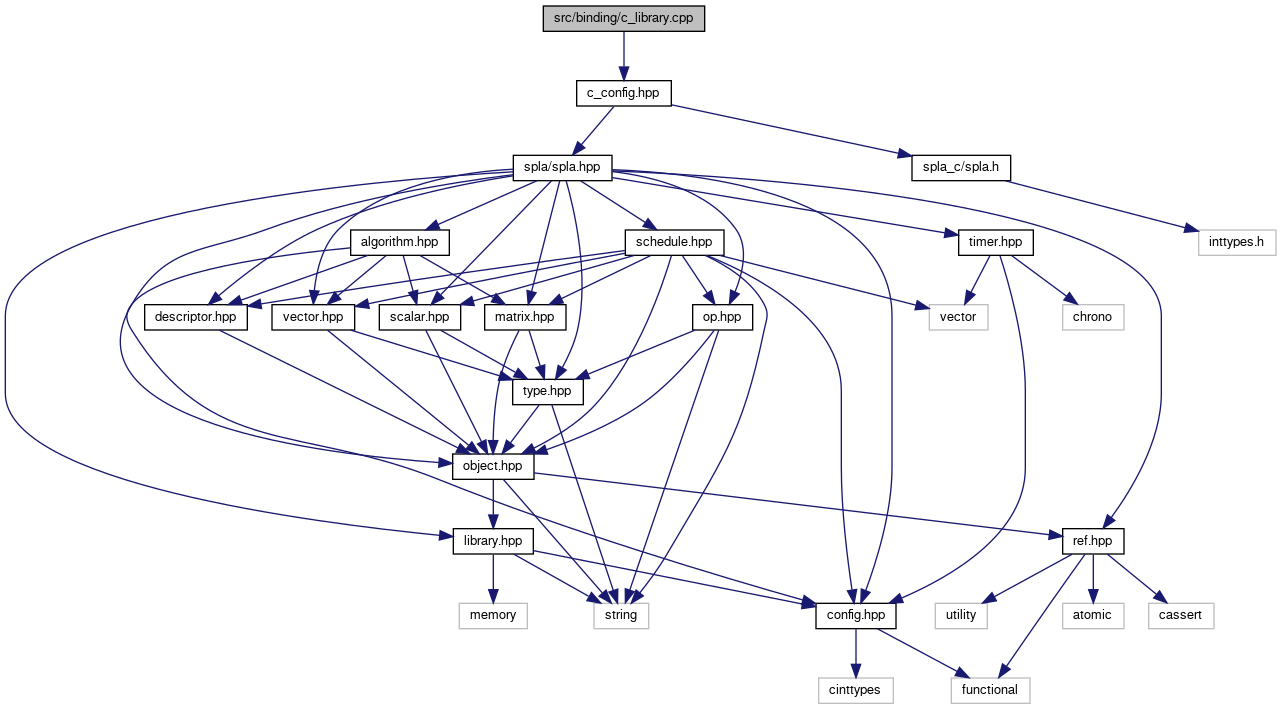 src/binding/c_library.cpp
c_config.hpp
spla/spla.hpp
spla_c/spla.h
algorithm.hpp
schedule.hpp
timer.hpp
inttypes.h
descriptor.hpp
vector.hpp
scalar.hpp
matrix.hpp
op.hpp
vector
chrono
type.hpp
object.hpp
library.hpp
ref.hpp
memory
string
config.hpp
utility
atomic
cassert
cinttypes
functional